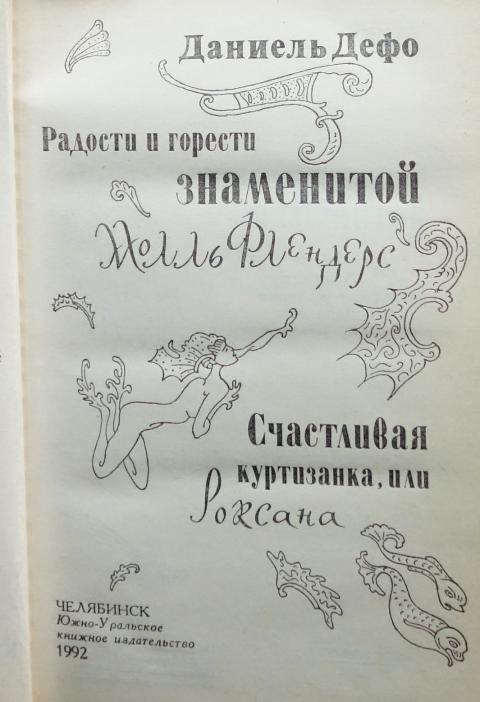 Даниель Дефо
Радости и горести
знаменитой
Молль Флендерс
Счастливая
куртизанка, или
Роксана
ЧЕЛЯБИНСК
Южно-Уральское
книжное издательство
1992